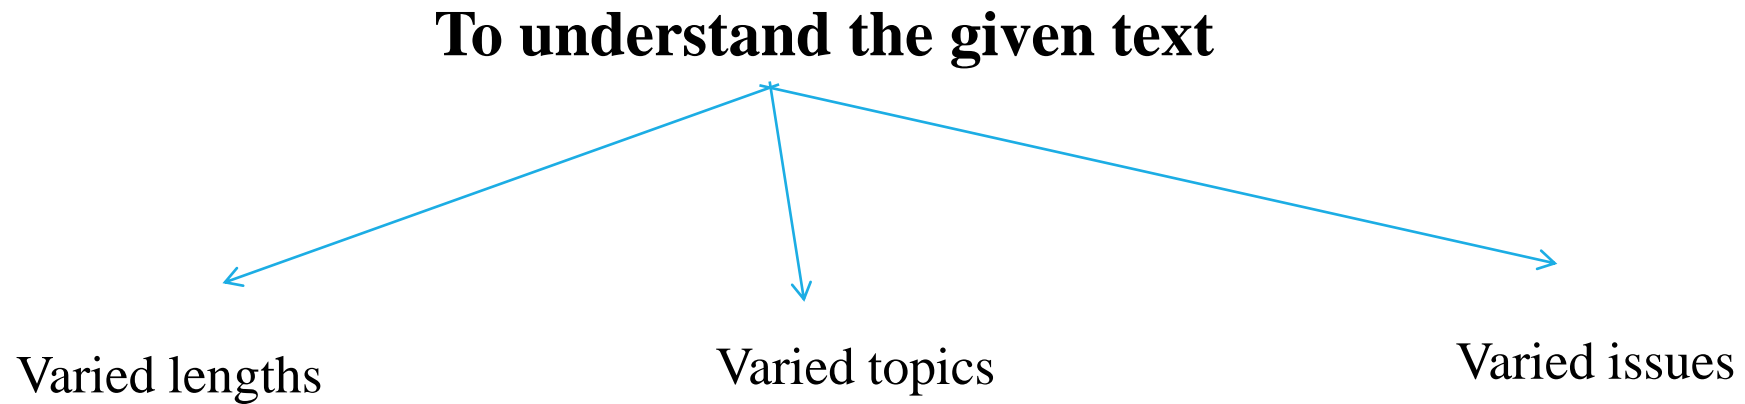 To understand the given text
Varied lengths
Varied topics
Varied issues